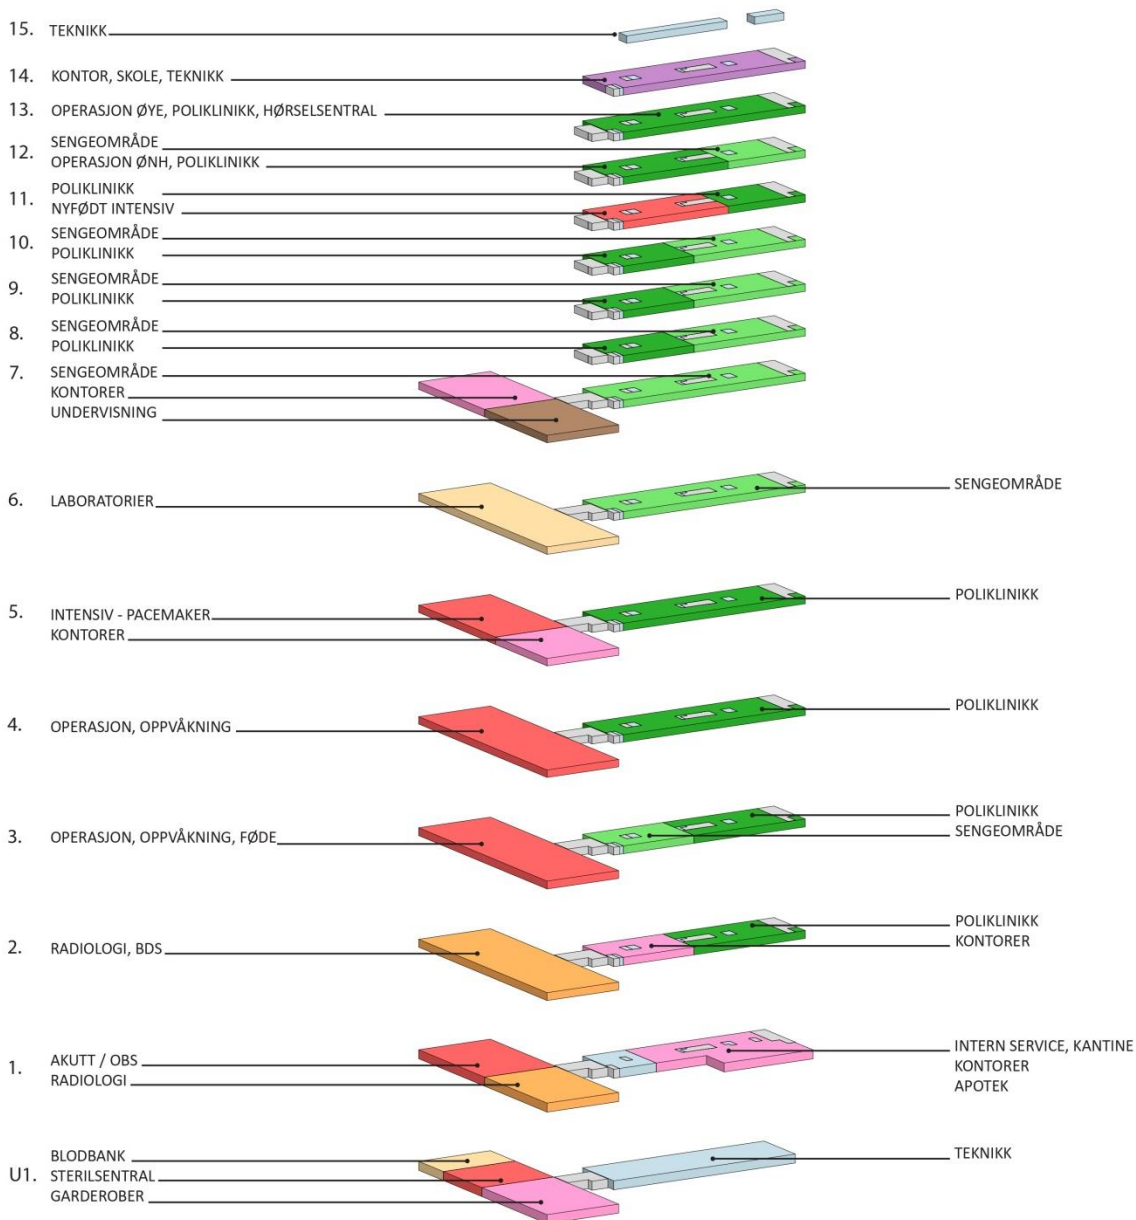 15. TEKNIKK
14. KONTOR, SKOLE, TEKNIKK
13. OPERASJON ØYE, POLIKLINIKK, HØRSELSENTRAL
12. SENGEOMRÅDE
OPERASJON ØNH, POLIKLINIKK
11. POLIKLINIKK
NYFØDT INTENSIV
10. SENGEOMRÅDE
POLIKLINIKK
9. SENGEOMRÅDE
POLIKLINIKK
8. SENGEOMRÅDE
POLIKLINIKK
7. SENGEOMRÅDE
KONTORER
UNDERVISNING
6. LABORATORIER
SENGEOMRÅDE
5. INTENSIV - PACEMAKER
KONTORER
POLIKLINIKK
4. OPERASJON, OPPVÅKNING
POLIKLINIKK
3. OPERASJON, OPPVÅKNING, FØDE
POLIKLINIKK
SENGEOMRÅDE
2. RADIOLOGI, BDS
POLIKLINIKK
KONTORER
1. AKUTT / OBS
RADIOLOGI
INTERN SERVICE, KANTINE
KONTORER
APOTEK
U1. BLODBANK
STERILSENTRAL
GARDEROBER
TEKNIKK